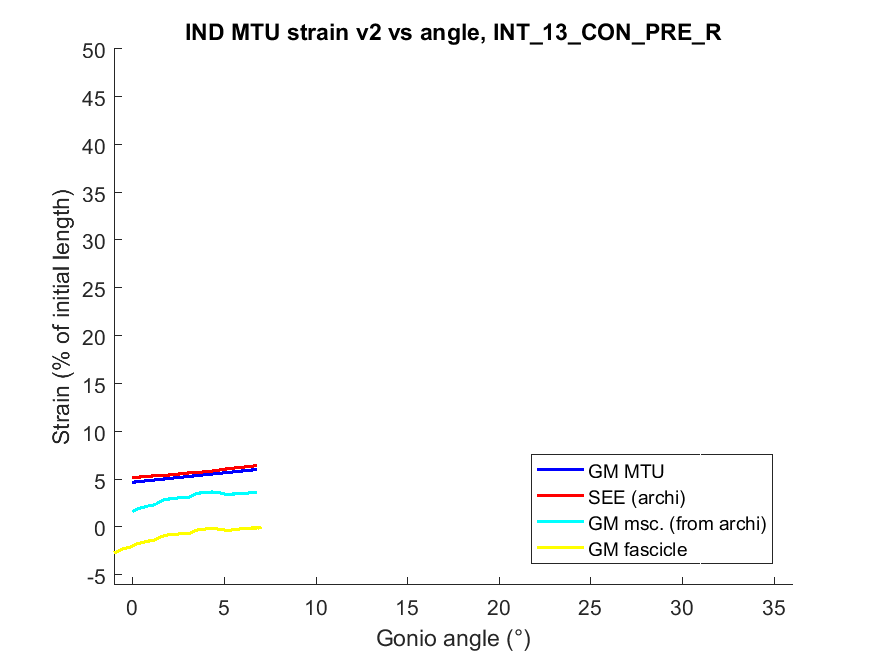 IND MTU strain v2 vs angle, INT_13_CON_PRE_R
50
45
40
35
30
25
20
15
10
5
0
-5
Strain (% of initial length)
GM MTU
SEE (archi)
GM msc. (from archi)
GM fascicle
0 5 10 15 20 25 30 35
Gonio angle (°)